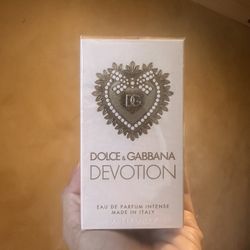 DG
DOLCE & GABBANA
DEVOTION
EAU DE PARFUM INTENSE
MADE IN ITALY